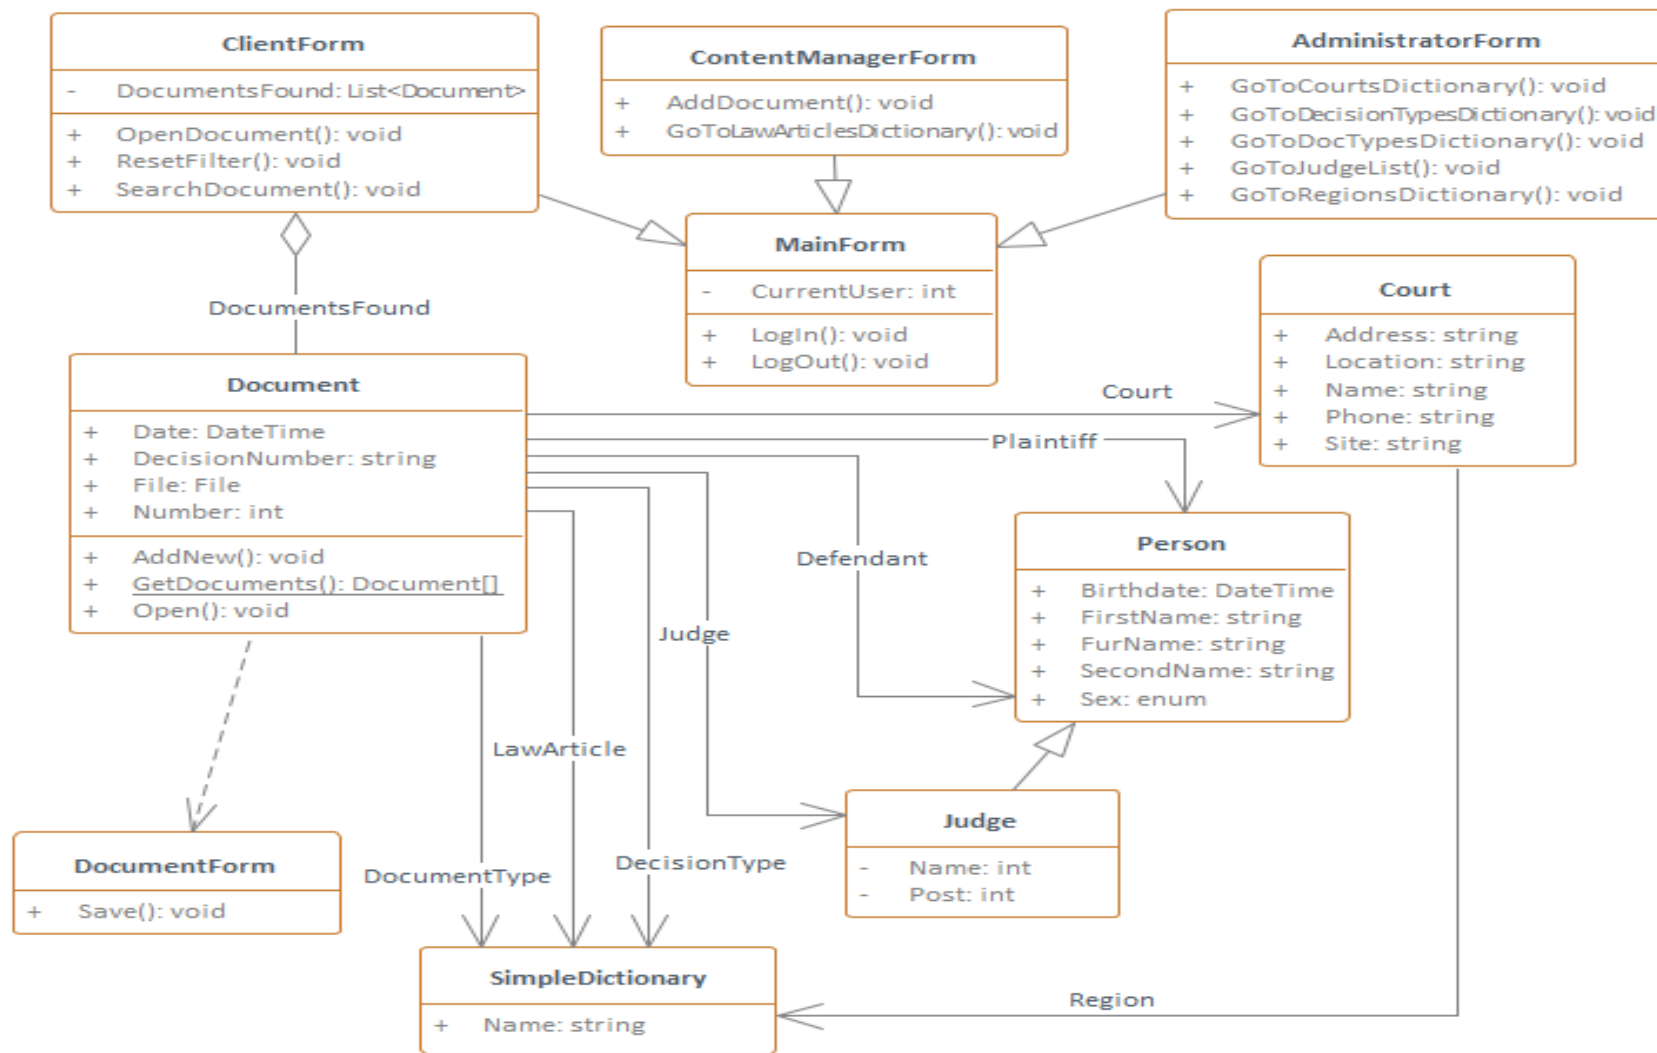 ClientForm
- DocumentsFound: List<Document>
+ OpenDocument(): void
+ ResetFilter(): void
+ SearchDocument(): void
ContentManagerForm
+ AddDocument(): void
+ GoToLawArticlesDictionary(): void
AdministratorForm
+ GoToCourtsDictionary(): void
+ GoToDecisionTypesDictionary(): void
+ GoToDocTypesDictionary(): void
+ GoToJudgeList(): void
+ GoToRegionsDictionary(): void
MainForm
- CurrentUser: int
+ LogIn(): void
+ LogOut(): void
DocumentsFound
Court
+ Address: string
+ Location: string
+ Name: string
+ Phone: string
+ Site: string
Document
+ Date: DateTime
+ DecisionNumber: string
+ File: File
+ Number: int
+ AddNew(): void
+ GetDocuments(): Document[]
+ Open(): void
Court
Plaintiff
Defendant
Judge
Person
+ Birthdate: DateTime
+ FirstName: string
+ FurName: string
+ SecondName: string
+ Sex: enum
LawArticle
DocumentType
DecisionType
Judge
- Name: int
- Post: int
DocumentForm
+ Save(): void
SimpleDictionary
+ Name: string
Region